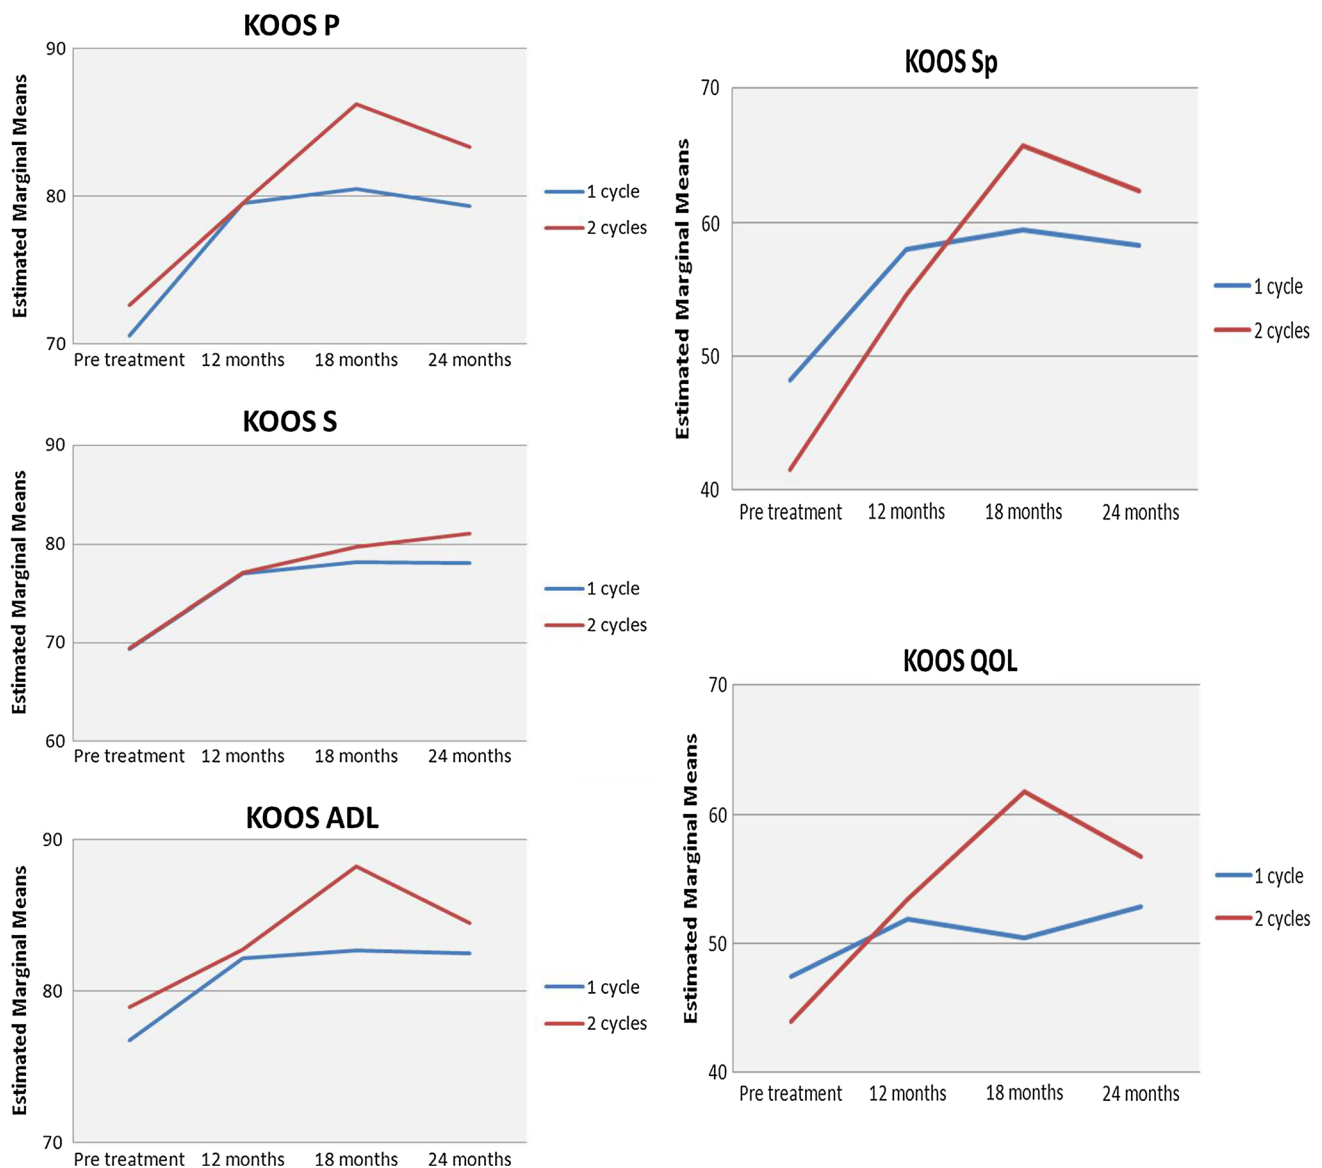 KOOS P
90
80
70
Estimated Marginal Means
Pre treatment 12 months 18 months 24 months
1 cycle
2 cycles
KOOS S
90
80
70
60
Estimated Marginal Means
Pre treatment 12 months 18 months 24 months
1 cycle
2 cycles
KOOS ADL
90
80
70
Estimated Marginal Means
Pre treatment 12 months 18 months 24 months
1 cycle
2 cycles
KOOS Sp
70
60
50
40
Estimated Marginal Means
Pre treatment 12 months 18 months 24 months
1 cycle
2 cycles
KOOS QOL
70
60
50
40
Estimated Marginal Means
Pre treatment 12 months 18 months 24 months
1 cycle
2 cycles